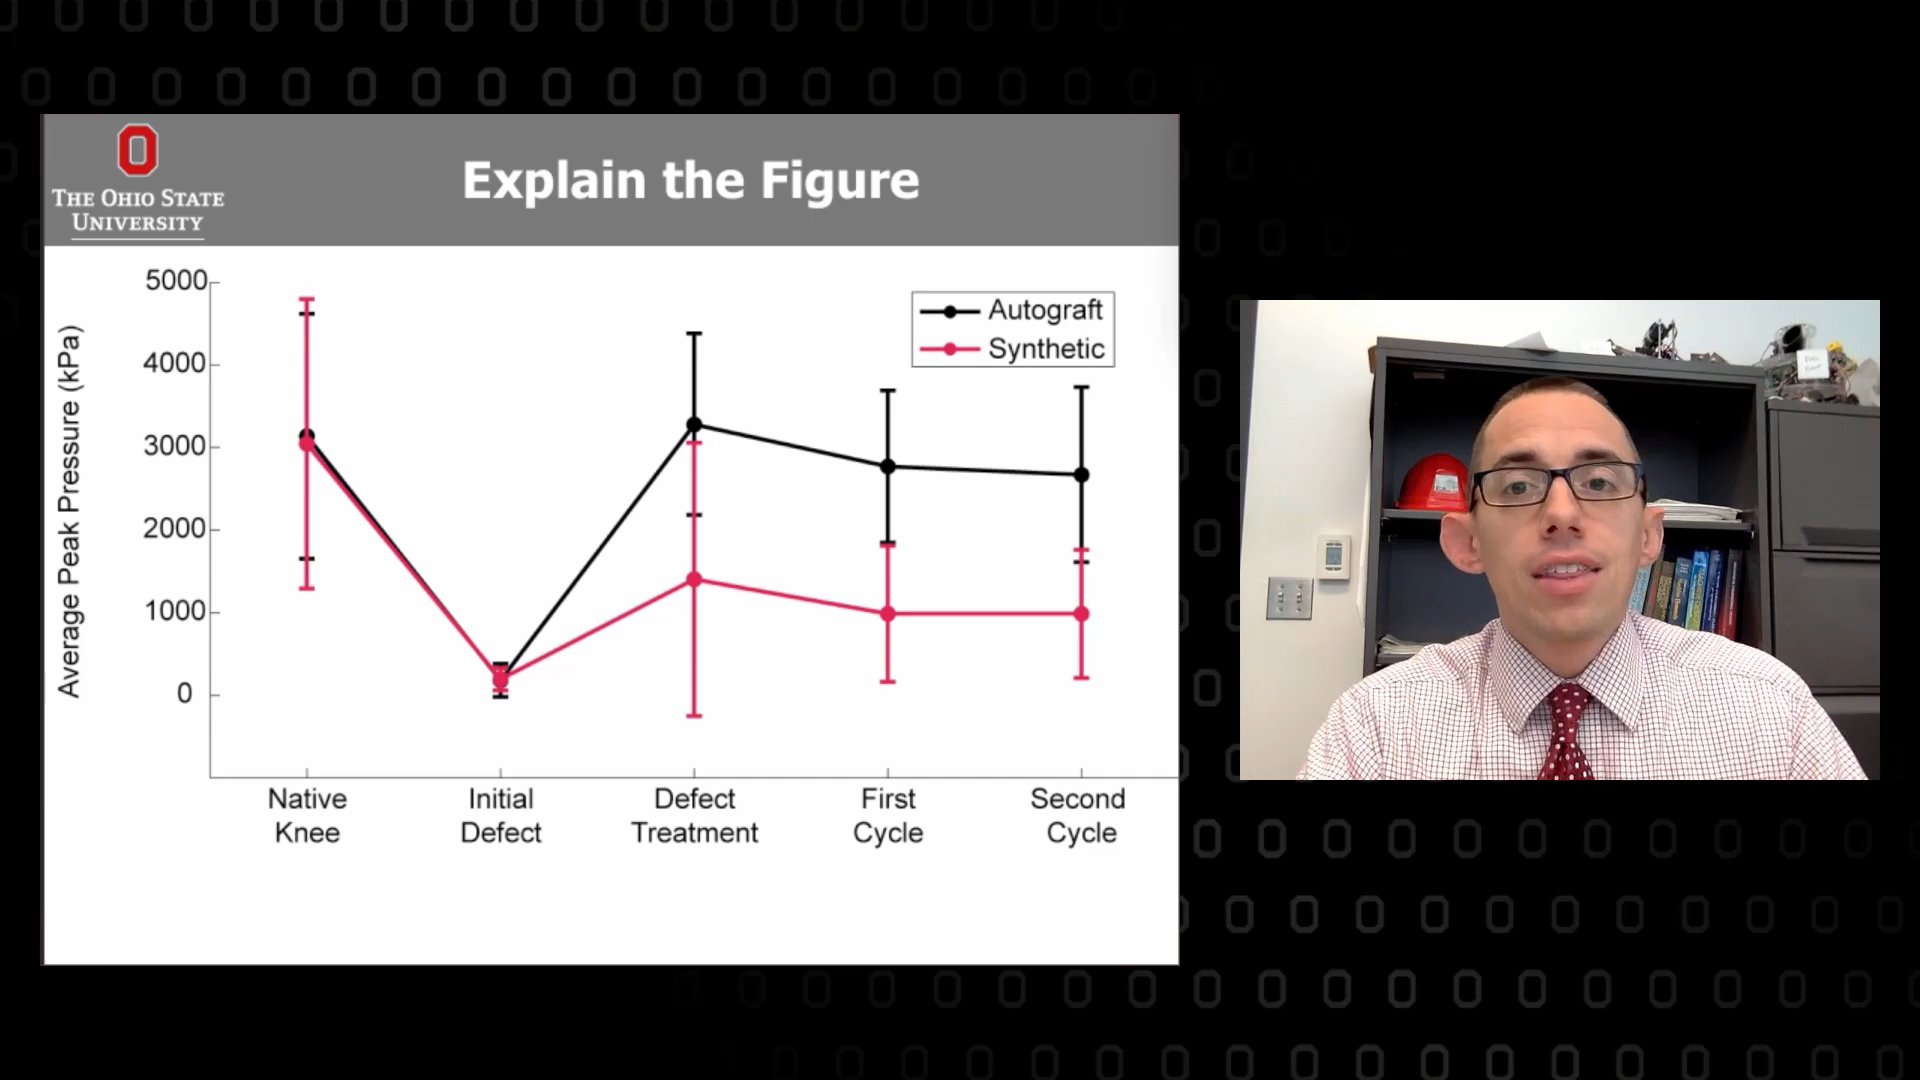 THE OHIO STATE
UNIVERSITY
Explain the Figure
5000
4000
3000
2000
1000
0
Average Peak Pressure (kPa)
Autograft
Synthetic
Native
Knee
Initial
Defect
Defect
Treatment
First
Cycle
Second
Cycle